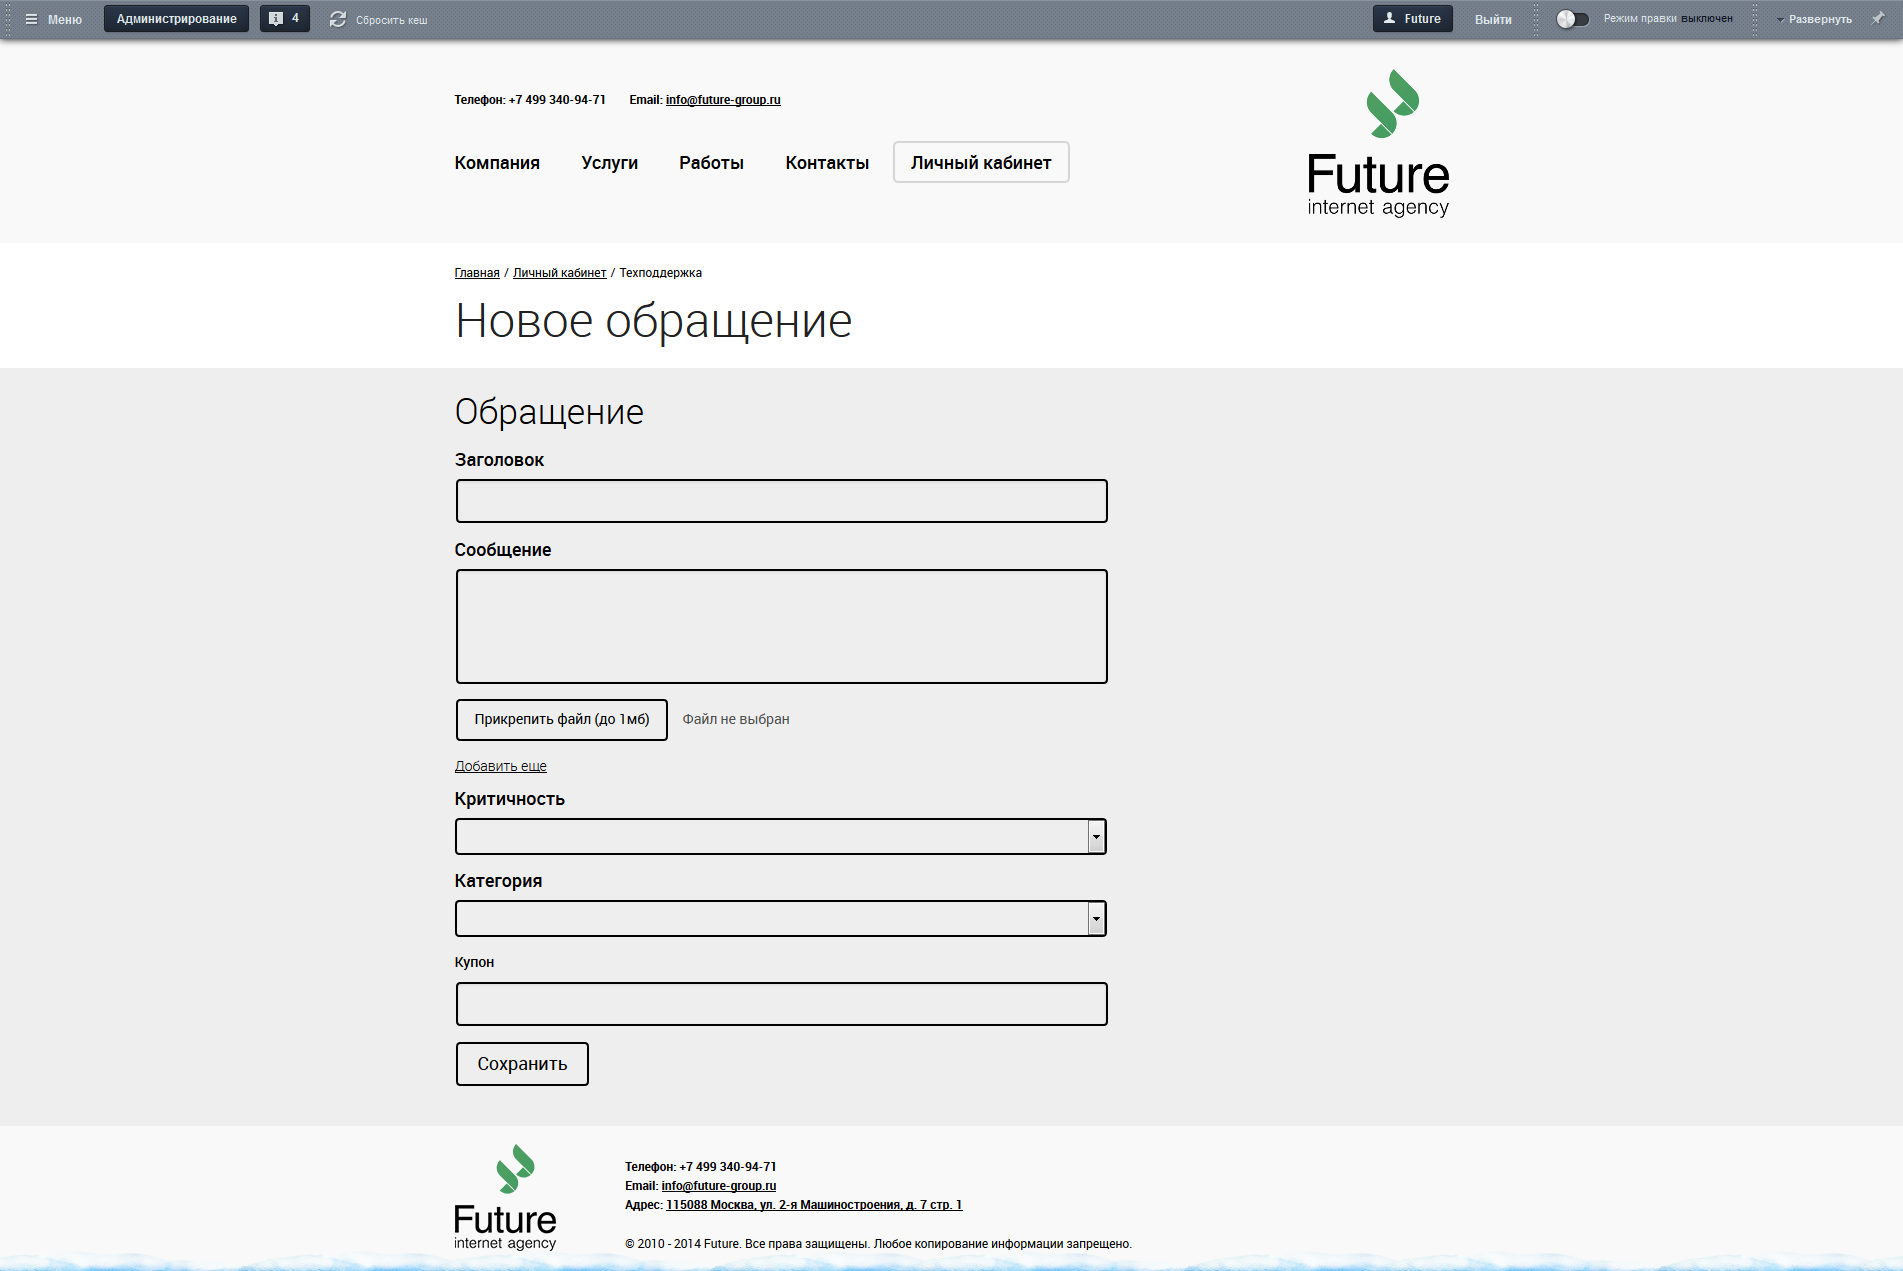 Меню Администрирование 4 Сбросить кеш Future Выйти Режим правки выключен Развернуть
Телефон: +7 499 340-94-71 Email: info@future-group.ru
Компания Услуги Работы Контакты Личный кабинет
Future
internet agency
Главная / Личный кабинет / Техподдержка
Новое обращение
Обращение
Заголовок
Сообщение
Прикрепить файл (до 1мб) Файл не выбран
Добавить еще
Критичность
Категория
Купон
Сохранить
Future
internet agency
Телефон: +7 499 340-94-71
Email: info@future-group.ru
Адрес: 115088 Москва, ул. 2-я Машиностроения, д. 7 стр. 1
© 2010 - 2014 Future. Все права защищены. Любое копирование информации запрещено.